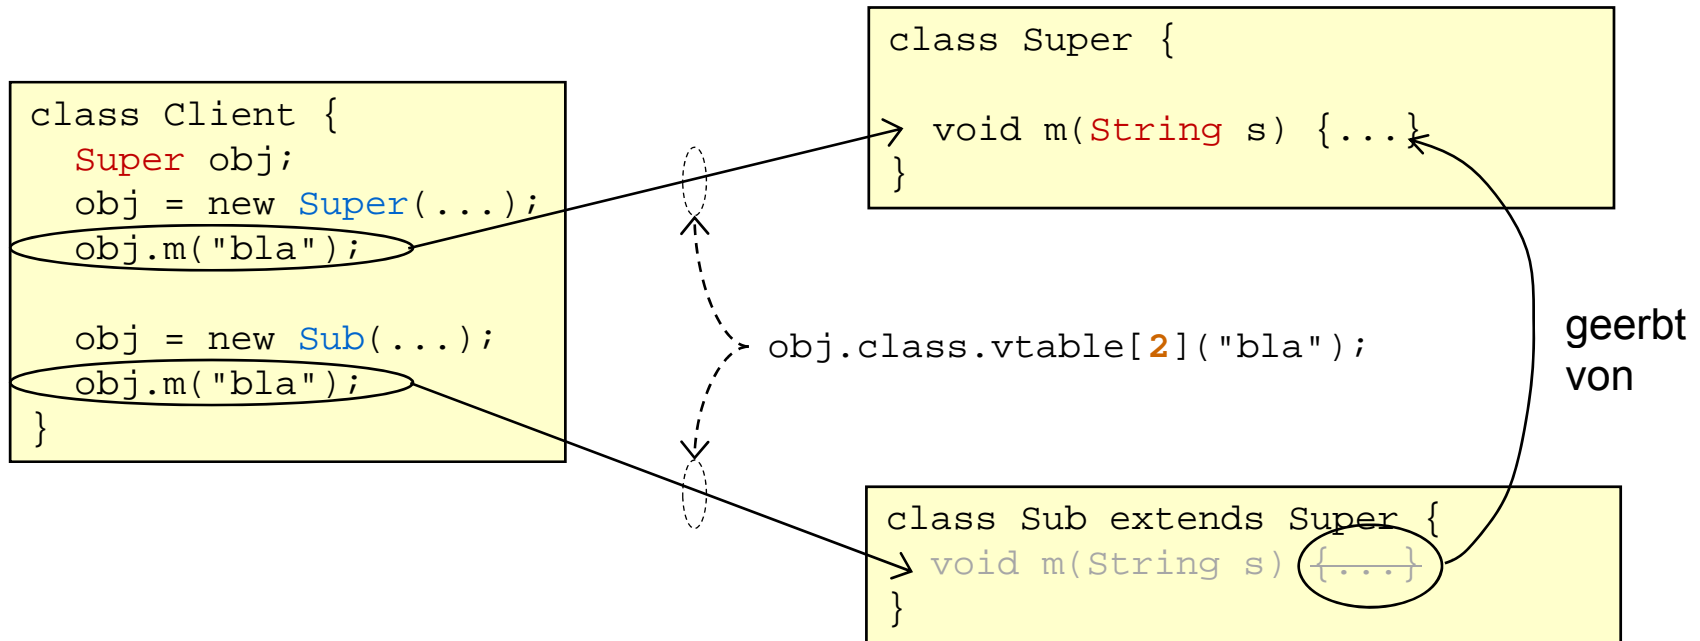 class Client {
Super obj;
obj = new Super(...);
obj.m("bla");
obj = new Sub(...);
obj.m("bla");
}
class Super {
void m(String s) {...}
}
obj.class.vtable[2]("bla");
geerbt
von
class Sub extends Super {
void m(String s) {...}
}